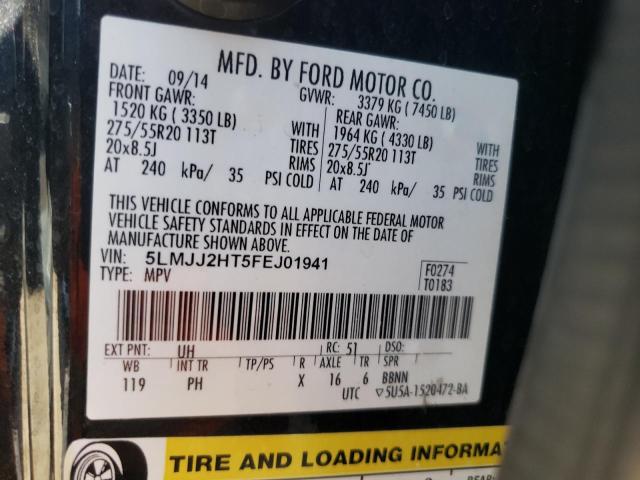 MFD. BY FORD MOTOR CO.
DATE: 09/14 GVWR: 3379 KG ( 7450 LB)
FRONT GAWR: REAR GAWR:
1520 KG ( 3350 LB) WITH 1964 KG ( 4330 LB) WITH
275/55R20 113T TIRES 275/55R20 113T TIRES
20x8.5J RIMS 20x8.5J RIMS
AT 240 kPa/ 35 PSI COLD AT 240 kPa/ 35 PSI COLD
THIS VEHICLE CONFORMS TO ALL APPLICABLE FEDERAL MOTOR
VEHICLE SAFETY STANDARDS IN EFFECT ON THE DATE OF
MANUFACTURE SHOWN ABOVE.
VIN: 5LMJJ2HT5FEJ01941 F0274
TYPE: MPV T0183
EXT PNT: UH RC: 51 DSO:
WB INT TR TP/PS R AXLE TR SPR
119 PH X 16 6 BBNN
UTC ▽5U5A-1520472-BA
TIRE AND LOADING INFORMA